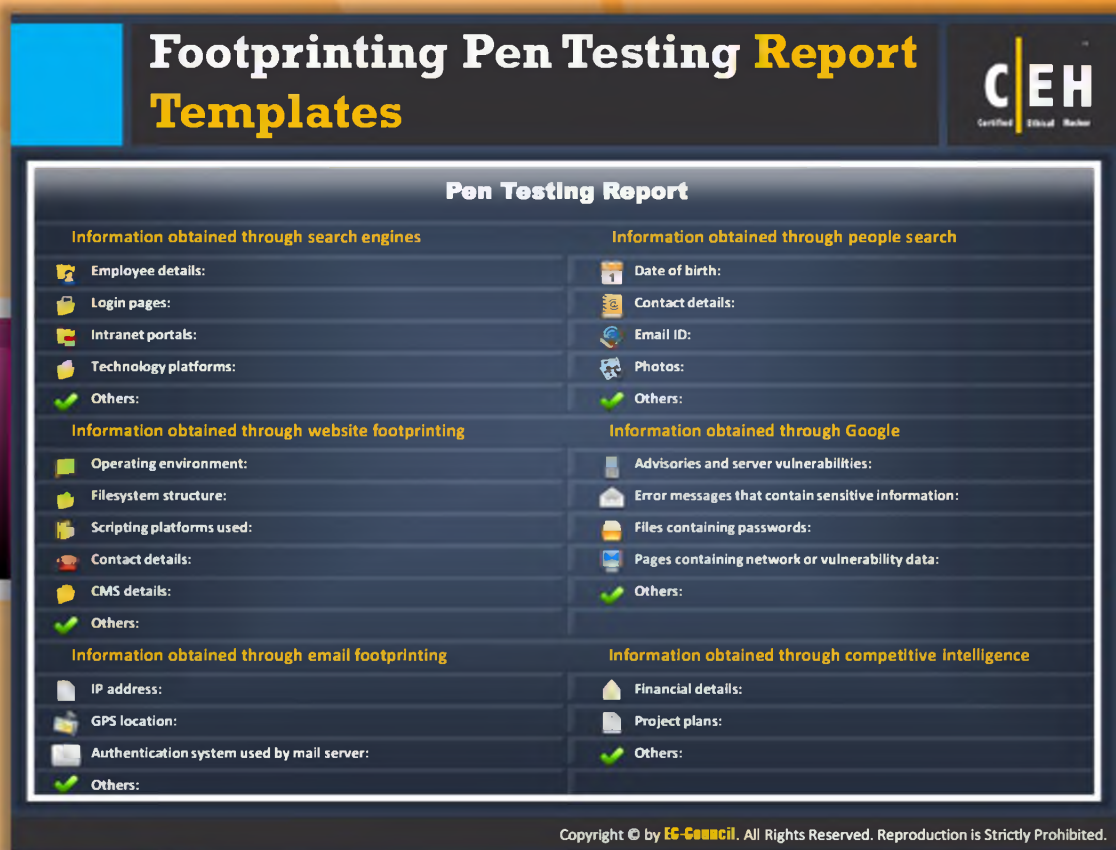 Footprinting Pen Testing Report
Templates
C EH
Certified Ethical Hacker
Pen Testing Report
Information obtained through search engines
Employee details:
Login pages:
Intranet portals:
Technology platforms:
Others:
Information obtained through people search
Date of birth:
Contact details:
Email ID:
Photos:
Others:
Information obtained through website footprinting
Operating environment:
Filesystem structure:
Scripting platforms used:
Contact details:
CMS details:
Others:
Information obtained through Google
Advisories and server vulnerabilities:
Error messages that contain sensitive information:
Files containing passwords:
Pages containing network or vulnerability data:
Others:
Information obtained through email footprinting
IP address:
GPS location:
Authentication system used by mail server:
Others:
Information obtained through competitive intelligence
Financial details:
Project plans:
Others:
Copyright © by EC-Council. All Rights Reserved. Reproduction is Strictly Prohibited.